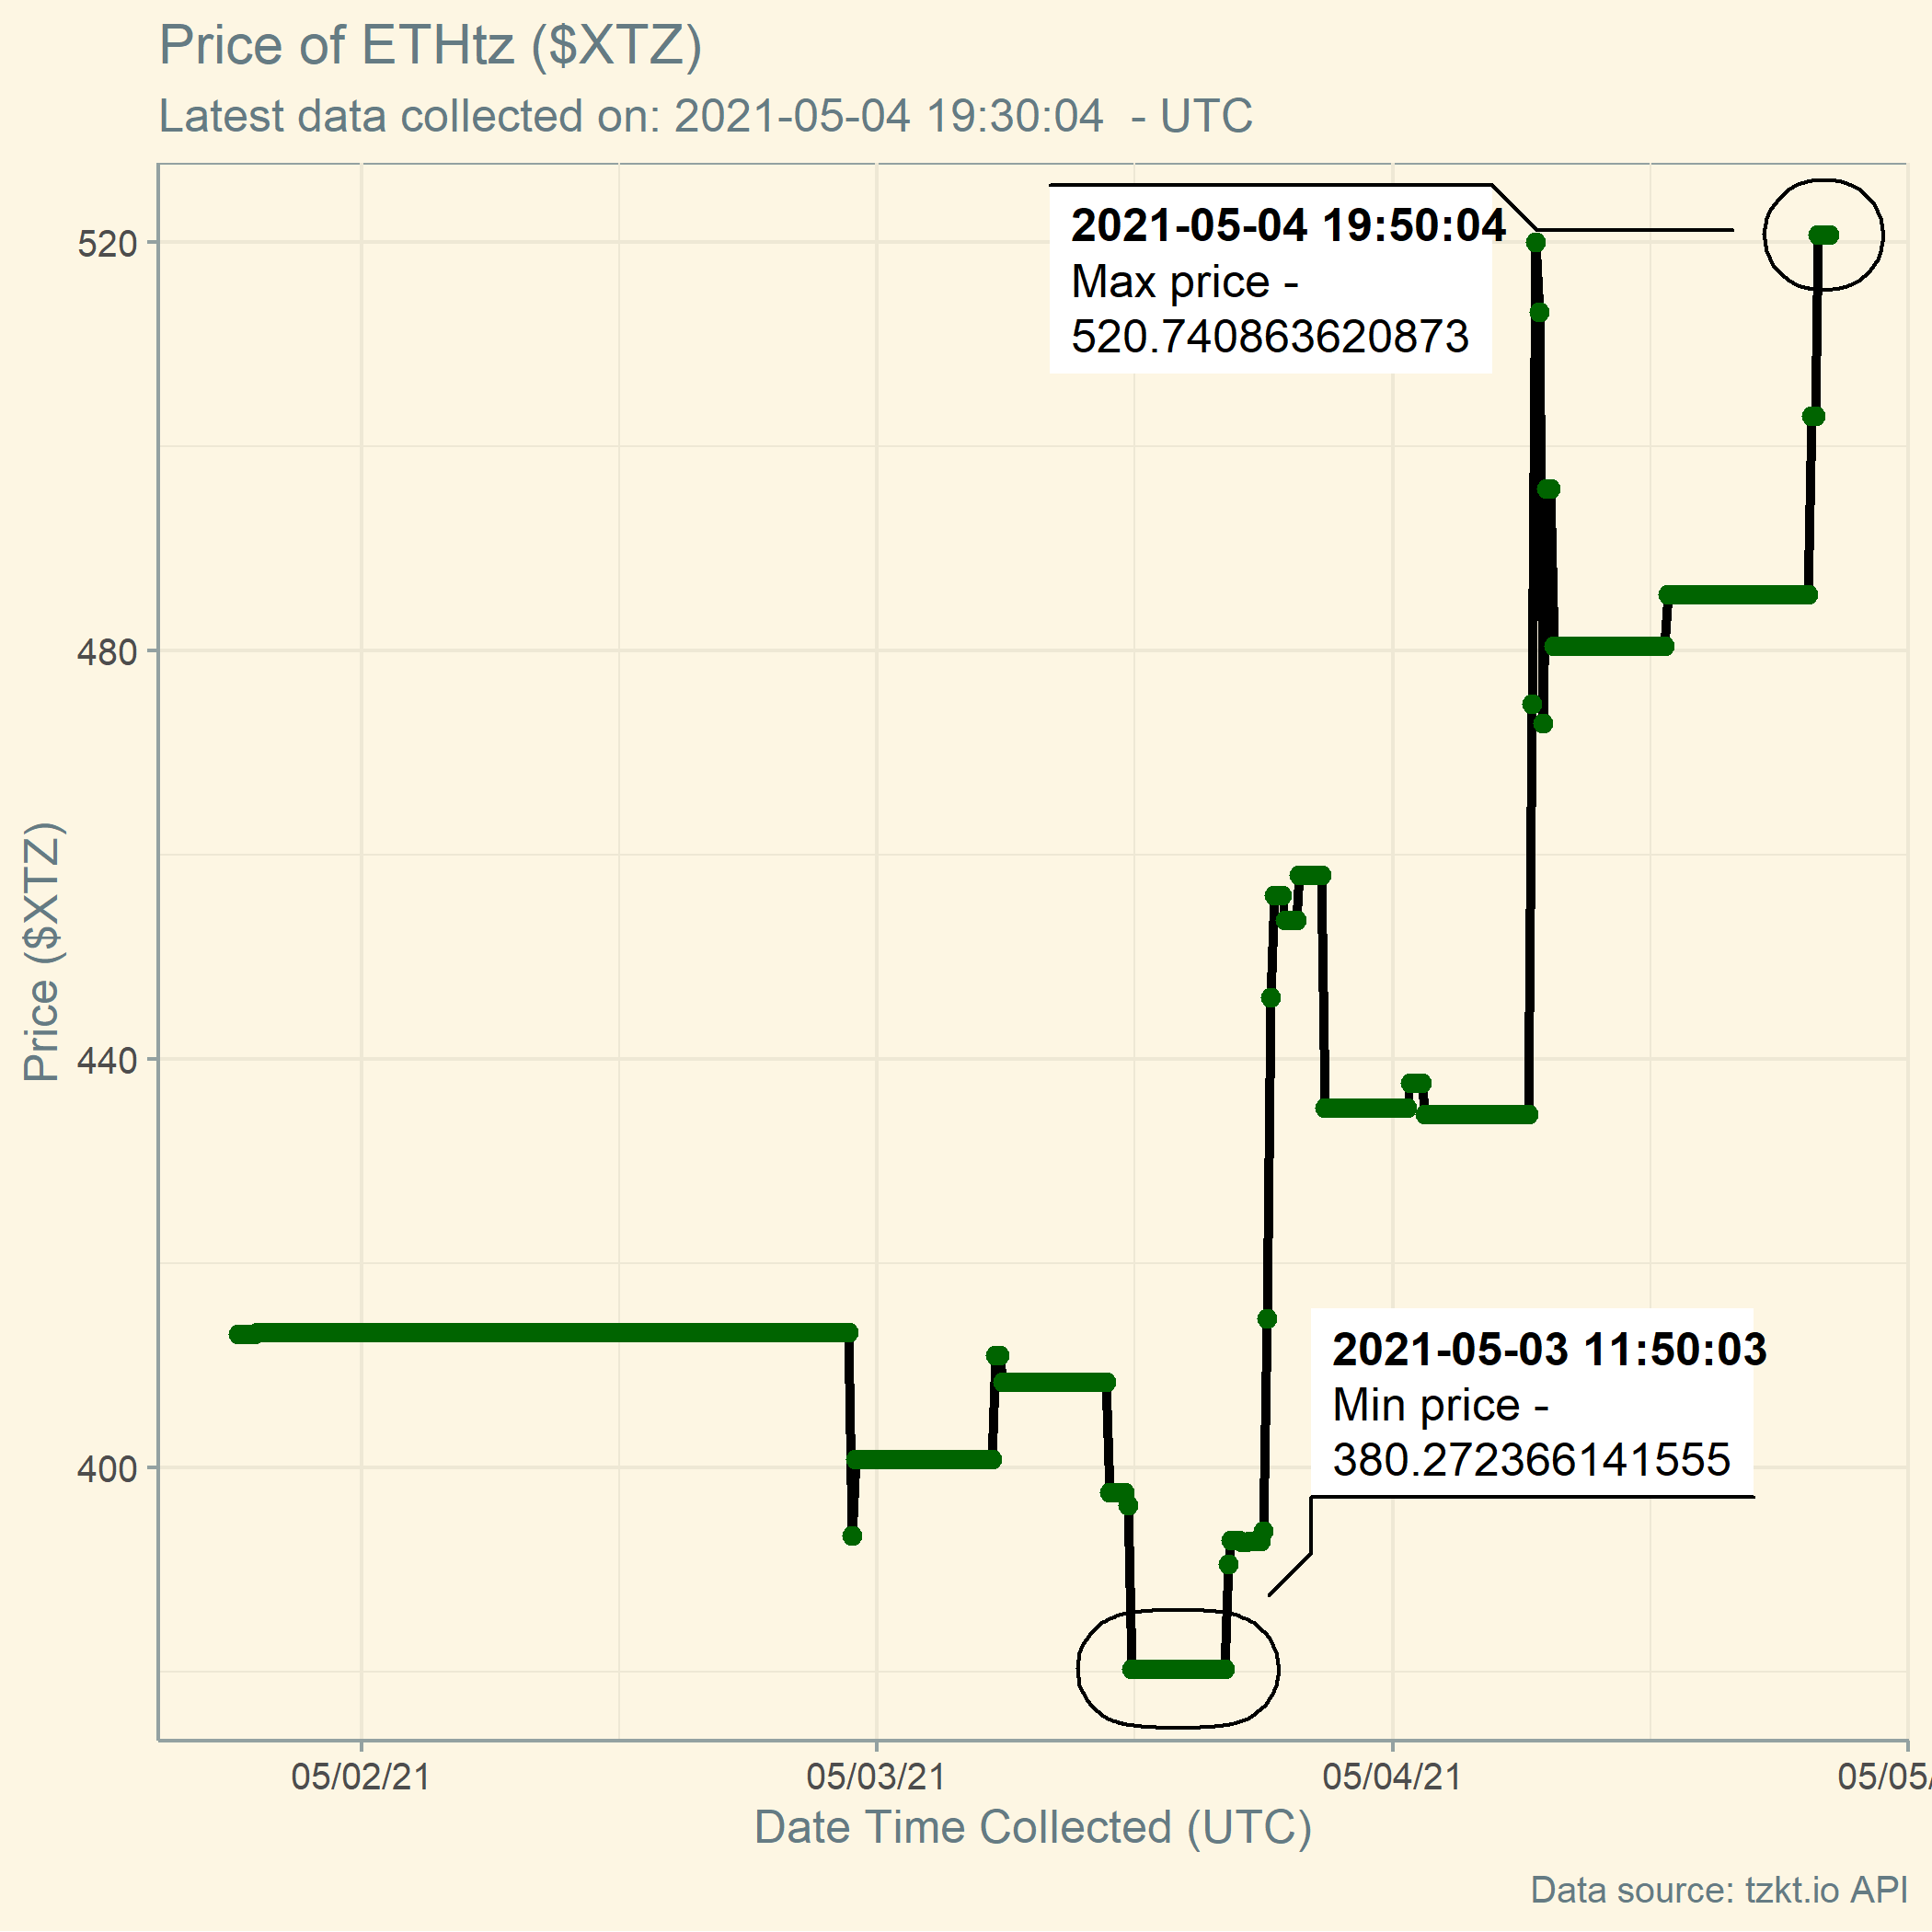 Price of ETHtz ($XTZ)
Latest data collected on: 2021-05-04 19:30:04  - UTC
2021-05-04 19:50:04
Max price -
520.740863620873
520
480
440
400
Price ($XTZ)
2021-05-03 11:50:03
Min price -
380.272366141555
05/02/21
05/03/21
05/04/21
05/05/
Date Time Collected (UTC)
Data source: tzkt.io API